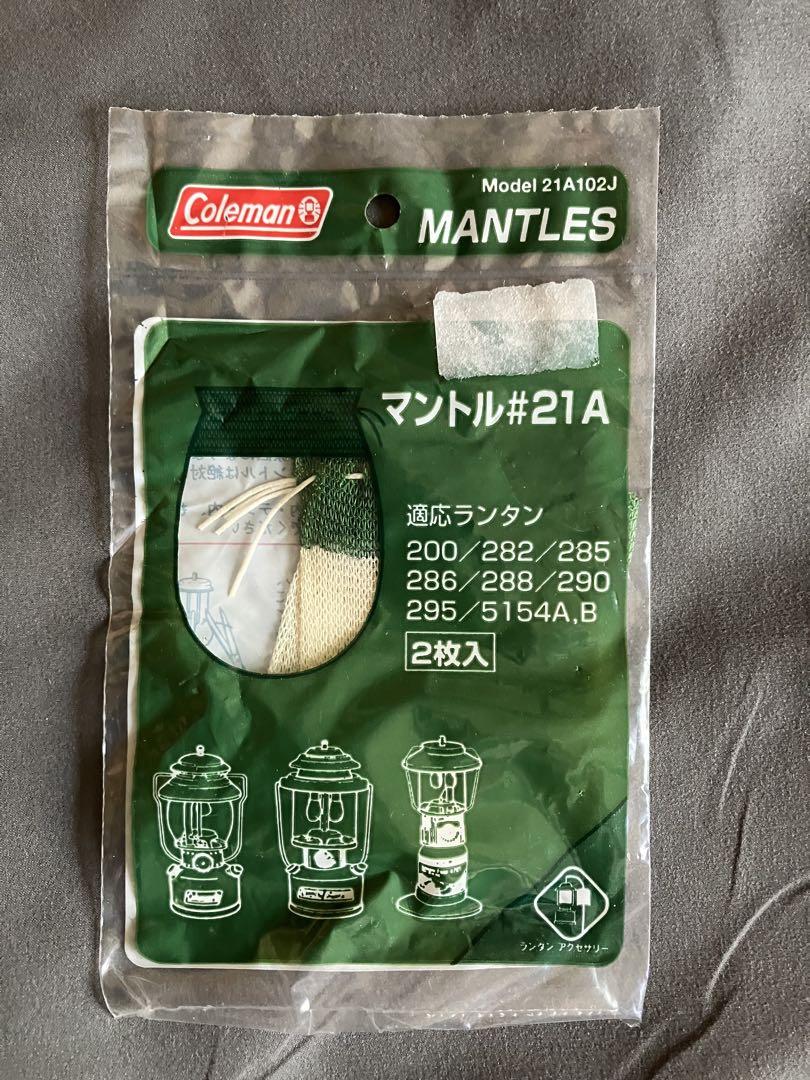 Coleman
Model 21A102J
MANTLES
マントル#21A
適応ランタン
200／282／285
286／288／290
295／5154A,B
2枚入
Coleman
ランタン アクセサリー